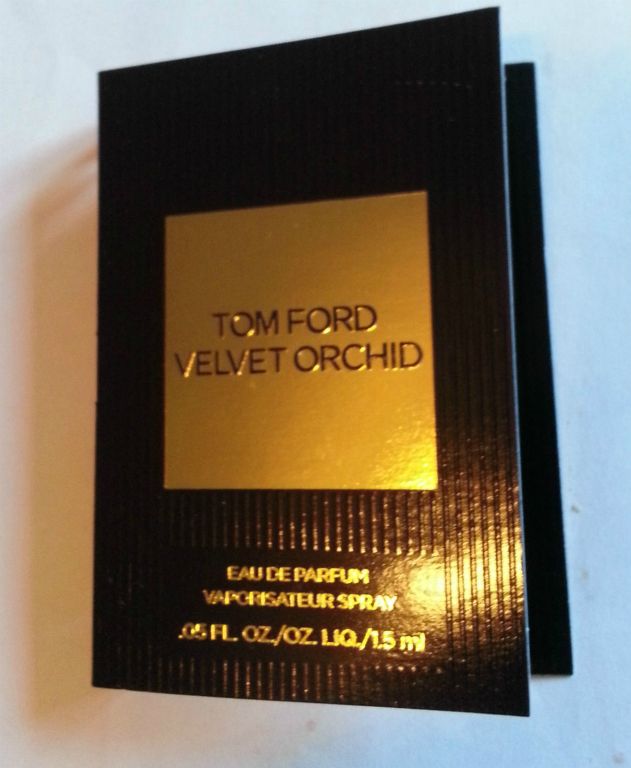 TOM FORD
VELVET ORCHID
EAU DE PARFUM
VAPORISATEUR SPRAY
.05 FL. OZ./OZ. LIQ./1.5 ml